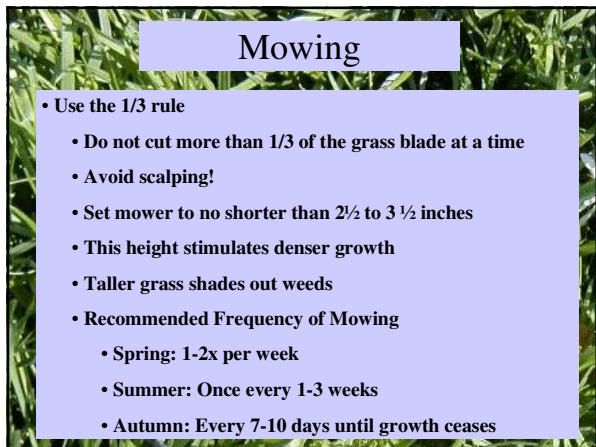 Mowing
• Use the 1/3 rule
• Do not cut more than 1/3 of the grass blade at a time
• Avoid scalping!
• Set mower to no shorter than 2½ to 3 ½ inches
• This height stimulates denser growth
• Taller grass shades out weeds
• Recommended Frequency of Mowing
• Spring: 1-2x per week
• Summer: Once every 1-3 weeks
• Autumn: Every 7-10 days until growth ceases